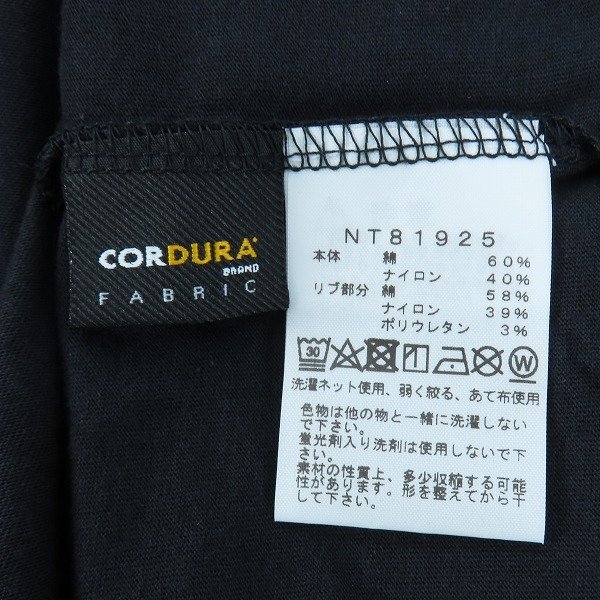 CORDURA
BRAND
FABRIC
NT81925
本体 綿 60%
ナイロン 40%
リブ部分 綿 58%
ナイロン 39%
ポリウレタン 3%
30 W
洗濯ネット使用、弱く絞る、あて布使用
色物は他の物と一緒に洗濯しない
で下さい。
蛍光剤入り洗剤は使用しないで下
さい。
素材の性質上、多少収縮する可能
性があります。形を整えてから干
して下さい。